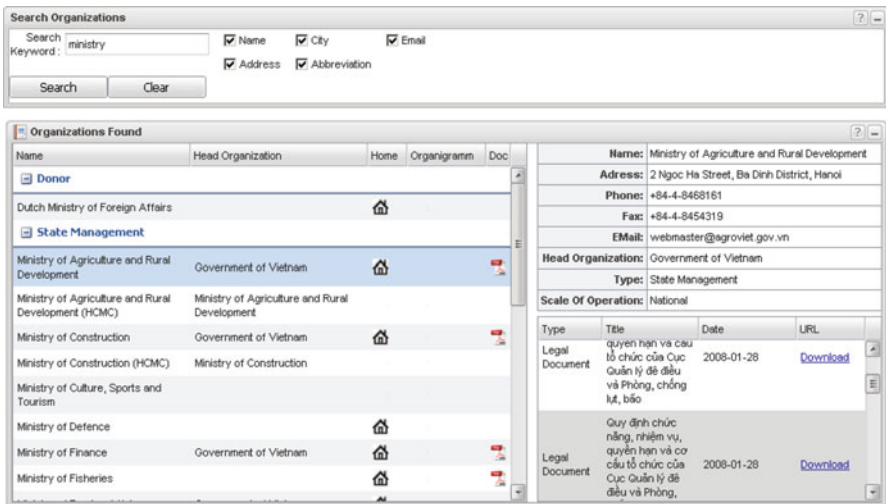 Search Organizations
Search Keyword :
ministry
Name
City
Email
Address
Abbreviation
Search
Clear
Organizations Found
Name Head Organization Home Organigramm Doc
Donor
Dutch Ministry of Foreign Affairs
State Management
Ministry of Agriculture and Rural
Development
Government of Vietnam
Ministry of Agriculture and Rural
Development (HCMC)
Ministry of Agriculture and Rural
Development
Ministry of Construction
Government of Vietnam
Ministry of Construction (HCMC)
Ministry of Construction
Ministry of Culture, Sports and
Tourism
Ministry of Defence
Ministry of Finance
Government of Vietnam
Ministry of Fisheries
Name: Ministry of Agriculture and Rural Development
Adress: 2 Ngoc Ha Street, Ba Dinh District, Hanoi
Phone: +84-4-8468161
Fax: +84-4-8454319
EMail: webmaster@agroviet.gov.vn
Head Organization: Government of Vietnam
Type: State Management
Scale Of Operation: National
Type Title Date URL
Legal
Document
quyền hạn và cấu
tổ chức của Cục
Quản lý đê điều
và Phòng, chống
lụt, bão
2008-01-28
Download
Legal
Document
Quy định chức
năng, nhiệm vụ,
quyền hạn và cơ
cấu tổ chức của
Cục Quản lý đê
điều và Phòng,
2008-01-28
Download